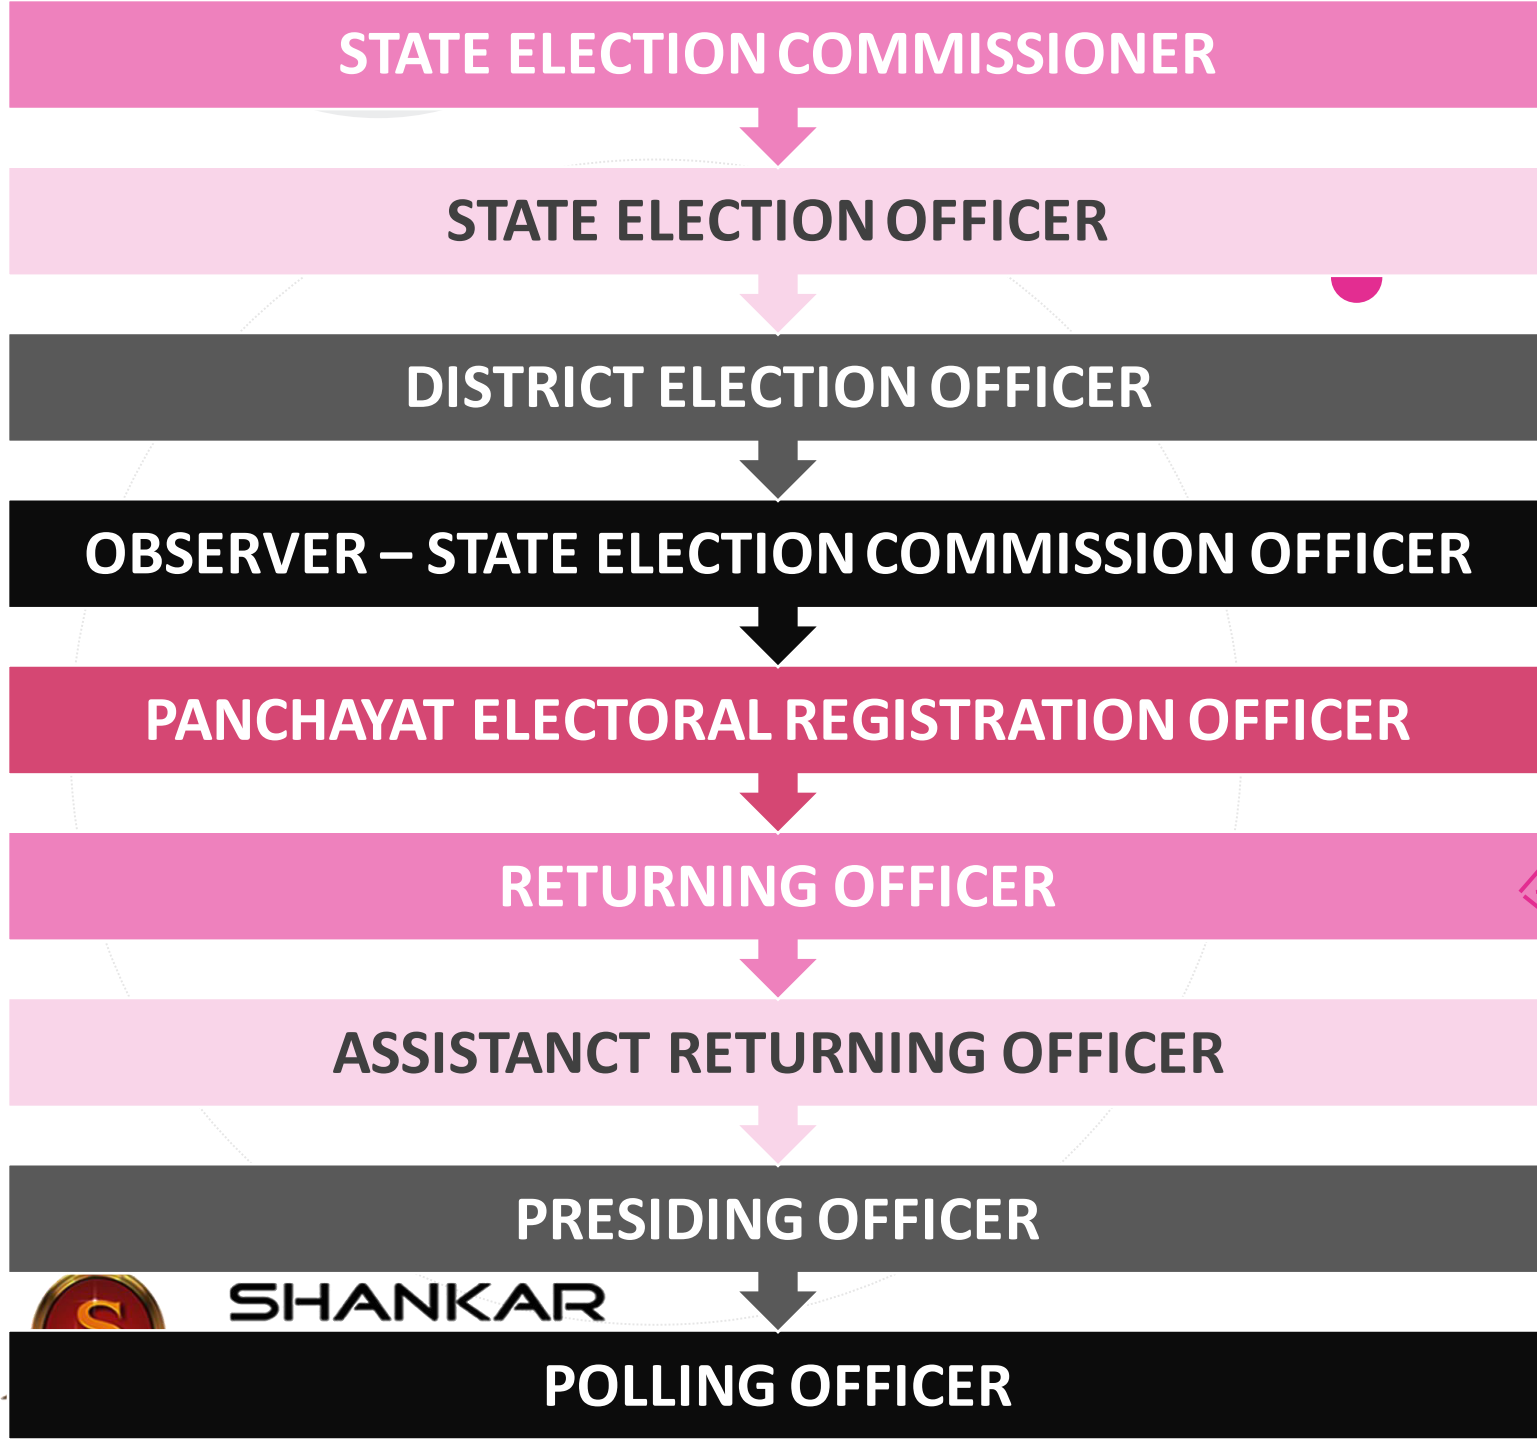 STATE ELECTION COMMISSIONER
STATE ELECTION OFFICER
DISTRICT ELECTION OFFICER
OBSERVER – STATE ELECTION COMMISSION OFFICER
PANCHAYAT ELECTORAL REGISTRATION OFFICER
RETURNING OFFICER
ASSISTANCT RETURNING OFFICER
PRESIDING OFFICER
S
SHANKAR
POLLING OFFICER